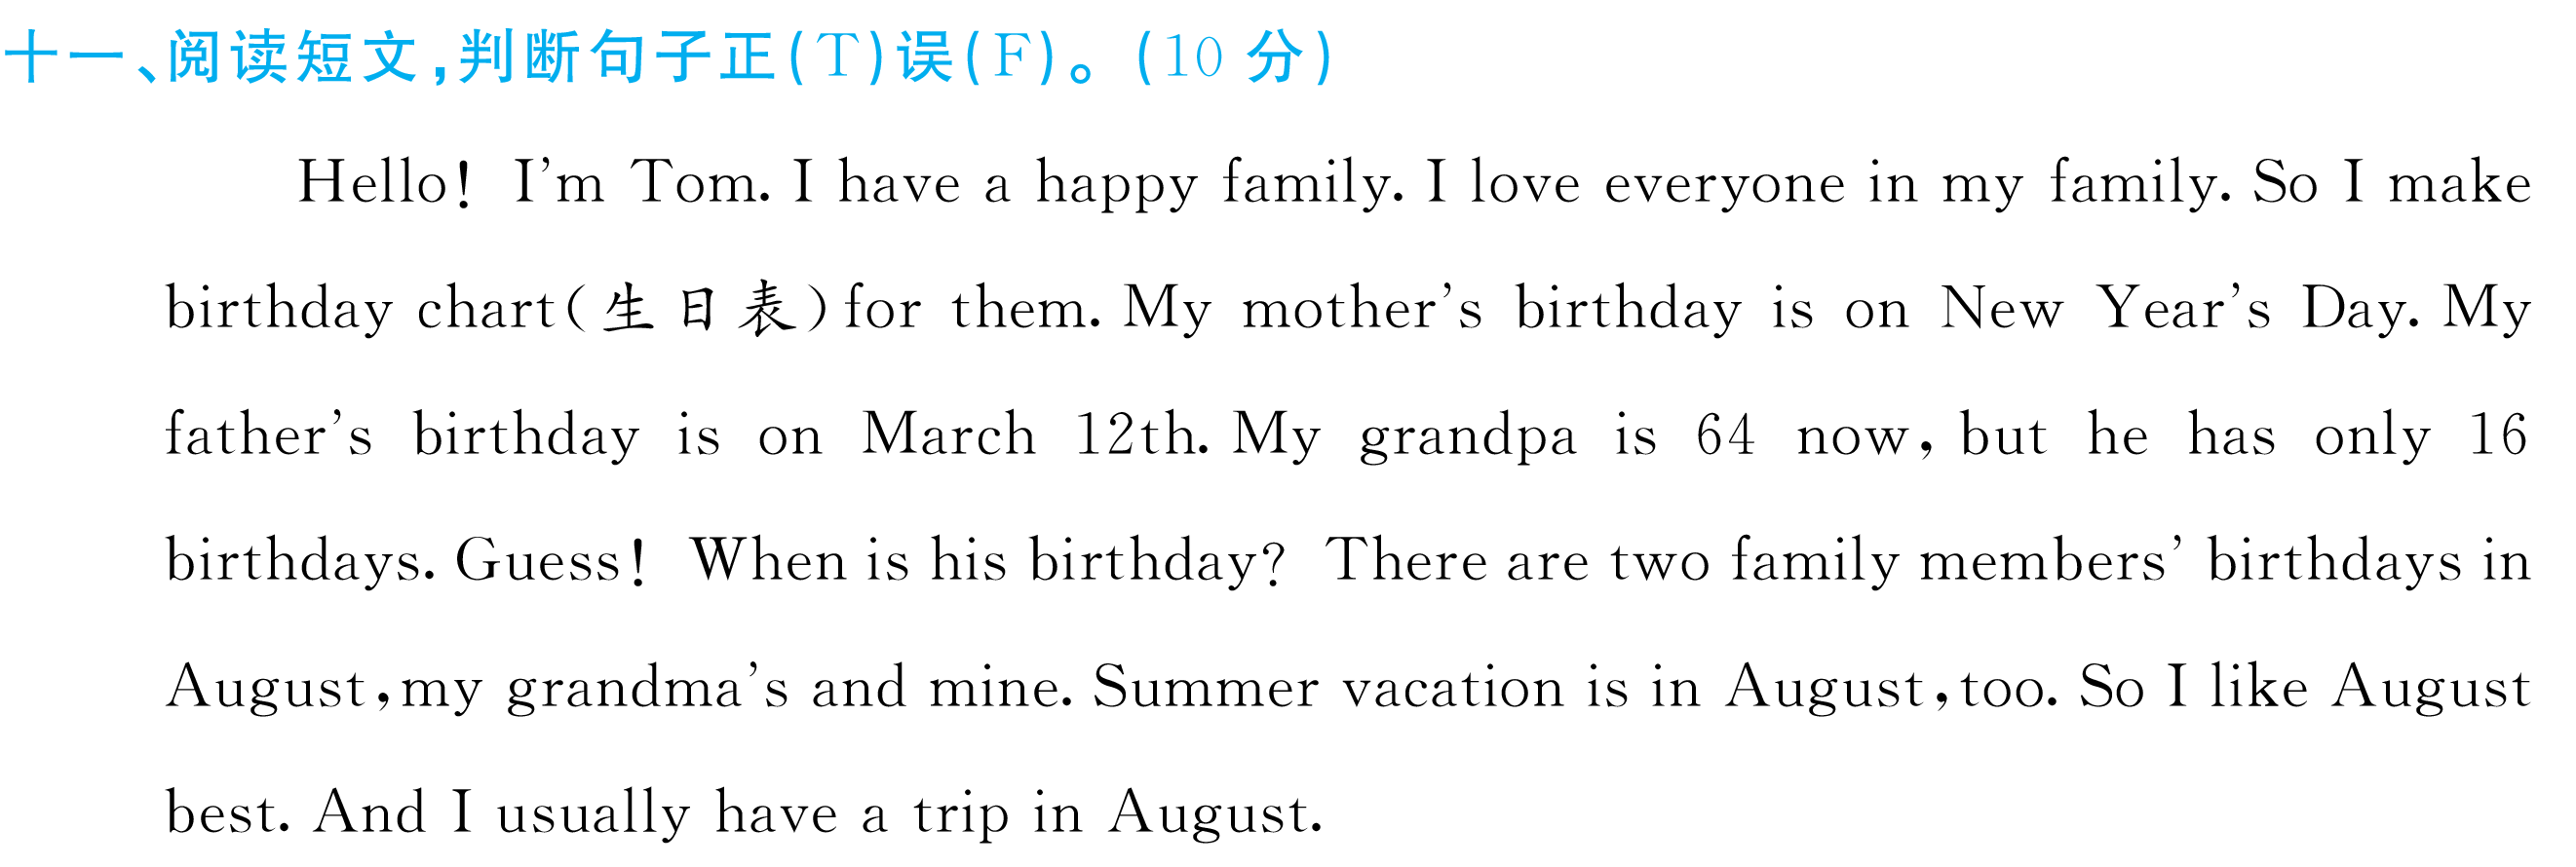 十一、阅读短文,判断句子正(T)误(F)。(10 分)
Hello! I'm Tom. I have a happy family. I love everyone in my family. So I make
birthday chart(生日表)for them. My mother's birthday is on New Year's Day. My
father's birthday is on March 12th. My grandpa is 64 now, but he has only 16
birthdays. Guess! When is his birthday? There are two family members' birthdays in
August,my grandma's and mine. Summer vacation is in August,too. So I like August
best. And I usually have a trip in August.